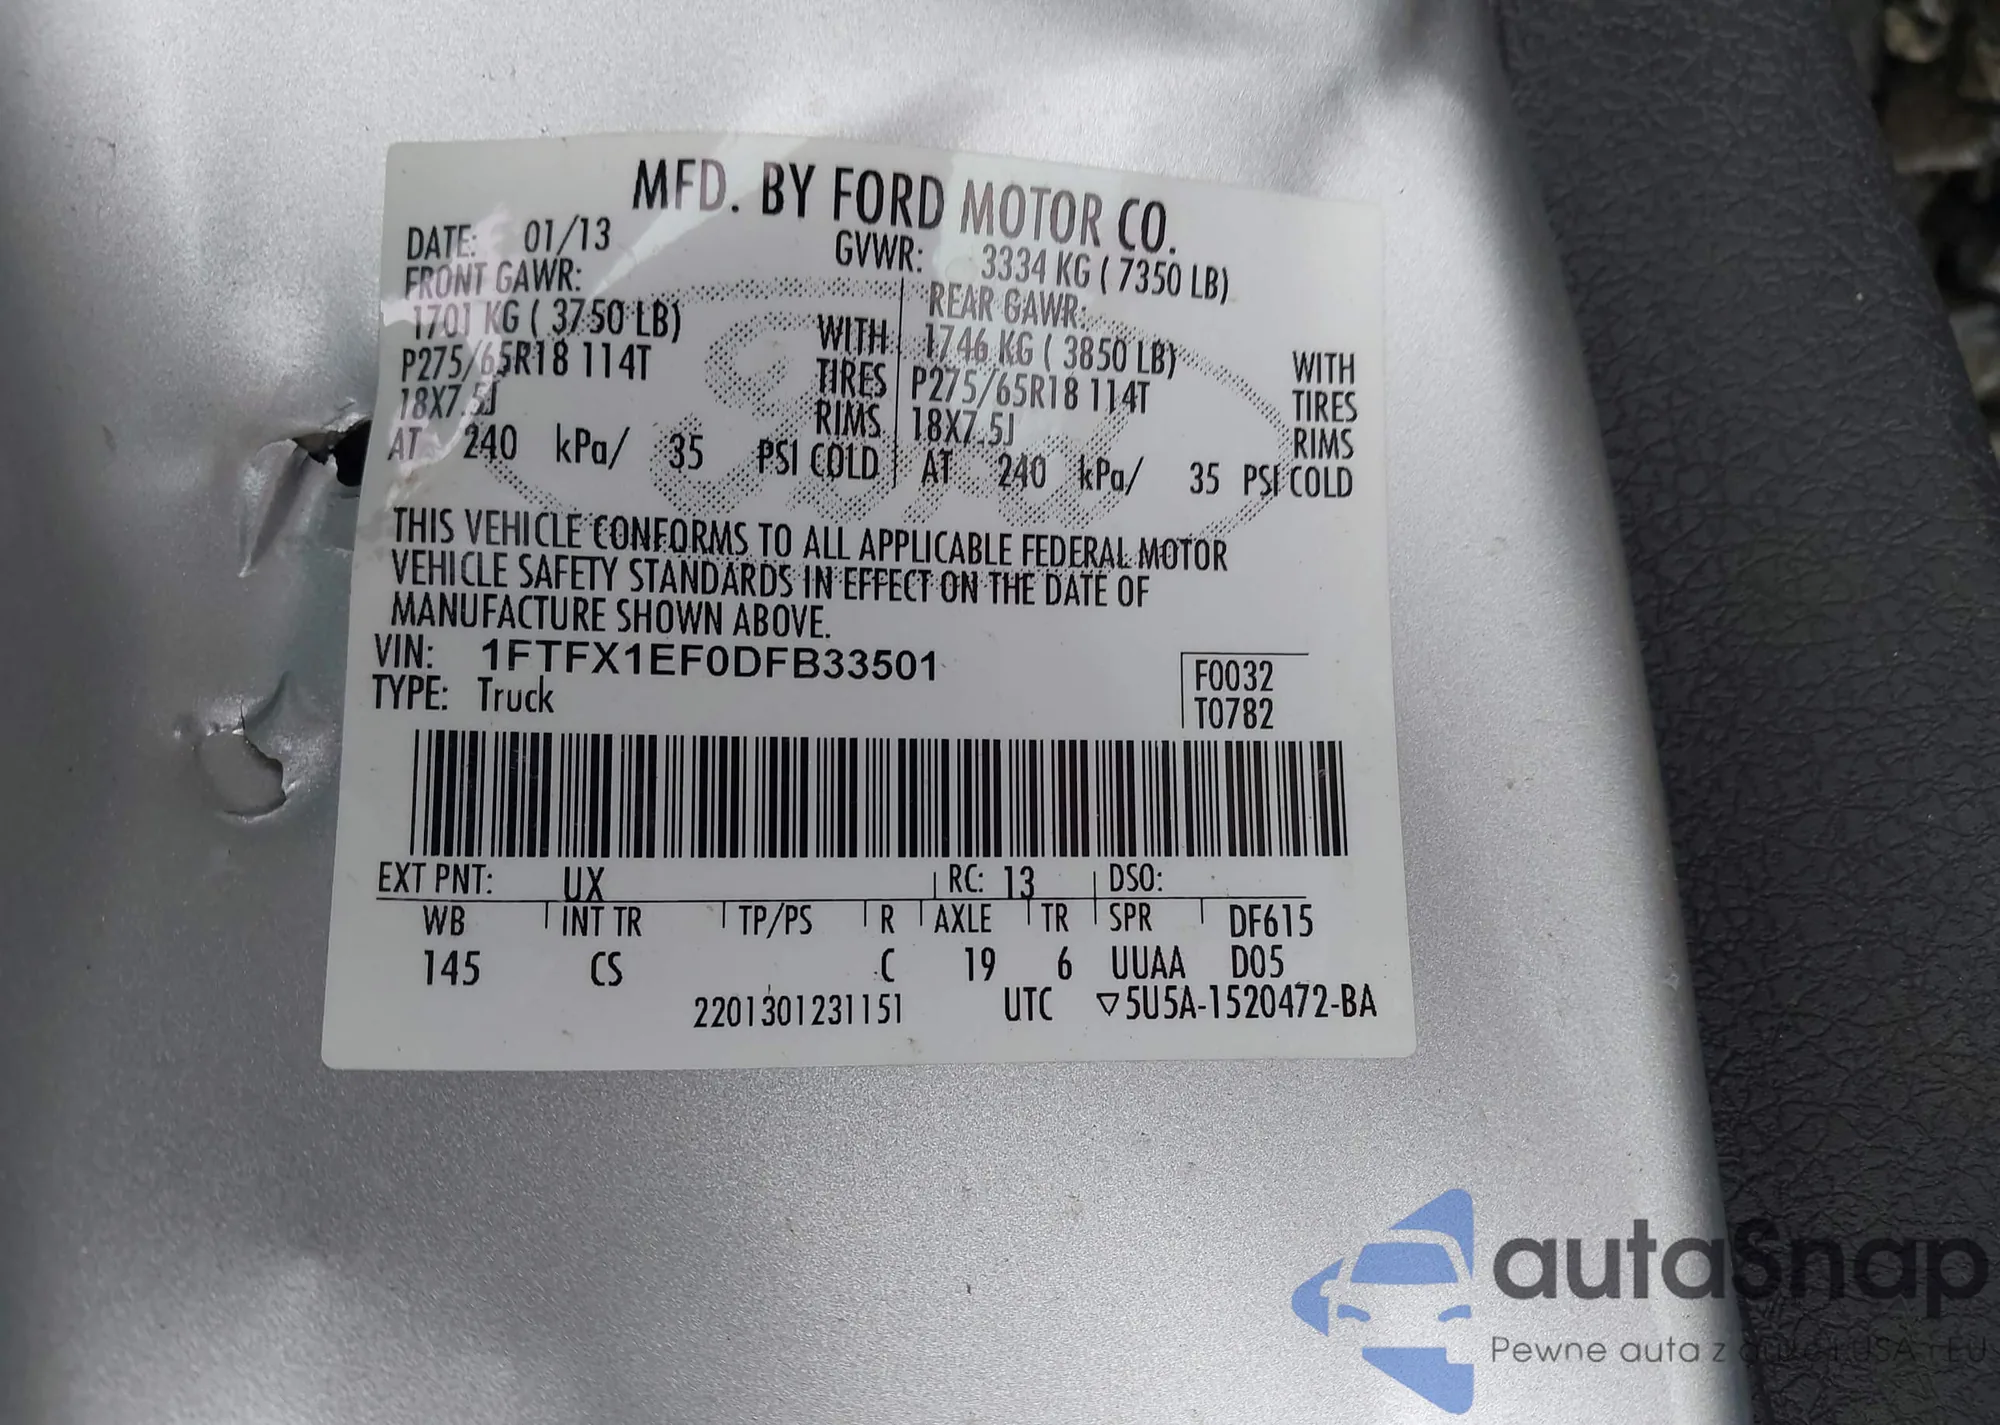 MFD. BY FORD MOTOR CO.
DATE: 01/13 GVWR: 3334 KG ( 7350 LB)
FRONT GAWR: REAR GAWR:
1701 KG ( 3750 LB) WITH 1746 KG ( 3850 LB) WITH
P275/65R18 114T TIRES P275/65R18 114T TIRES
18X7.5J RIMS 18X7.5J RIMS
AT 240 kPa/ 35 PSI COLD AT 240 kPa/ 35 PSI COLD
THIS VEHICLE CONFORMS TO ALL APPLICABLE FEDERAL MOTOR
VEHICLE SAFETY STANDARDS IN EFFECT ON THE DATE OF
MANUFACTURE SHOWN ABOVE.
VIN: 1FTFX1EF0DFB33501
F0032
TYPE: Truck
T0782
EXT PNT: UX RC: 13 DSO:
WB INT TR TP/PS R AXLE TR SPR DF615
145 CS C 19 6 UUAA D05
2201301231151 UTC ▽5U5A-1520472-BA
autaSnap
Pewne auta z USA i EU